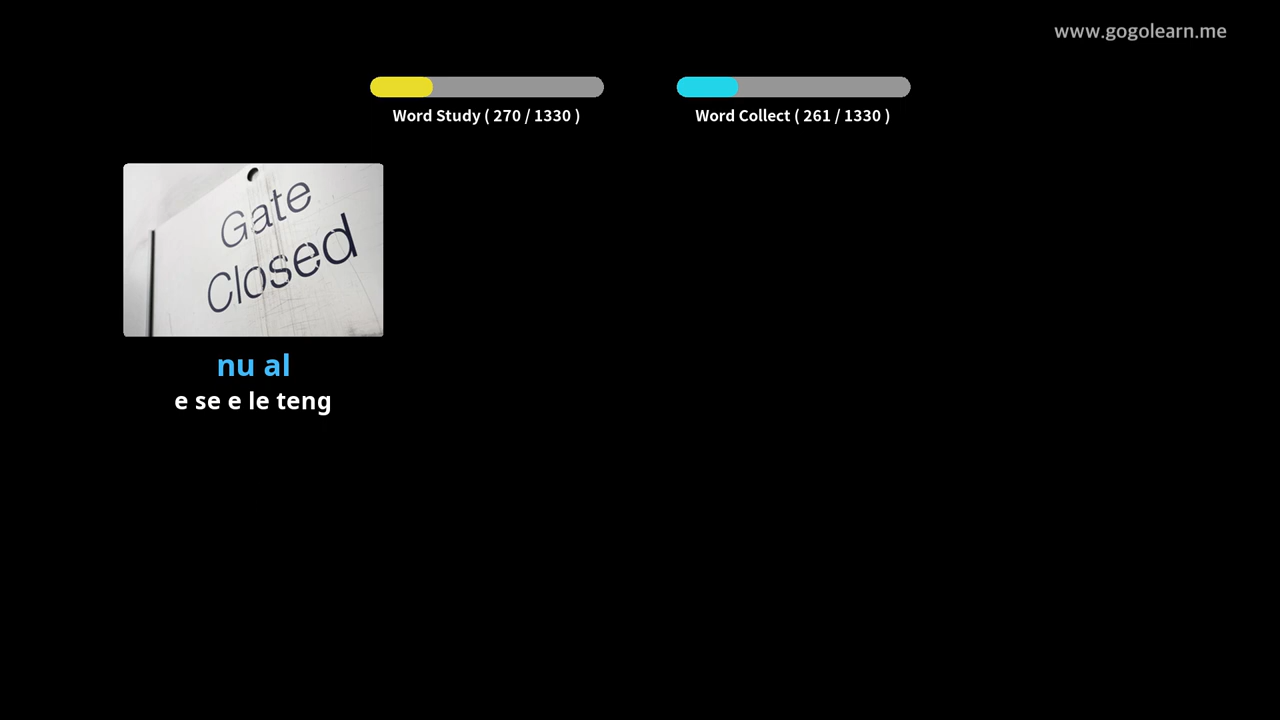 www.gogolearn.me
Word Study ( 270 / 1330 )
Word Collect ( 261 / 1330 )
Gate
Closed
nu al
e se e le teng